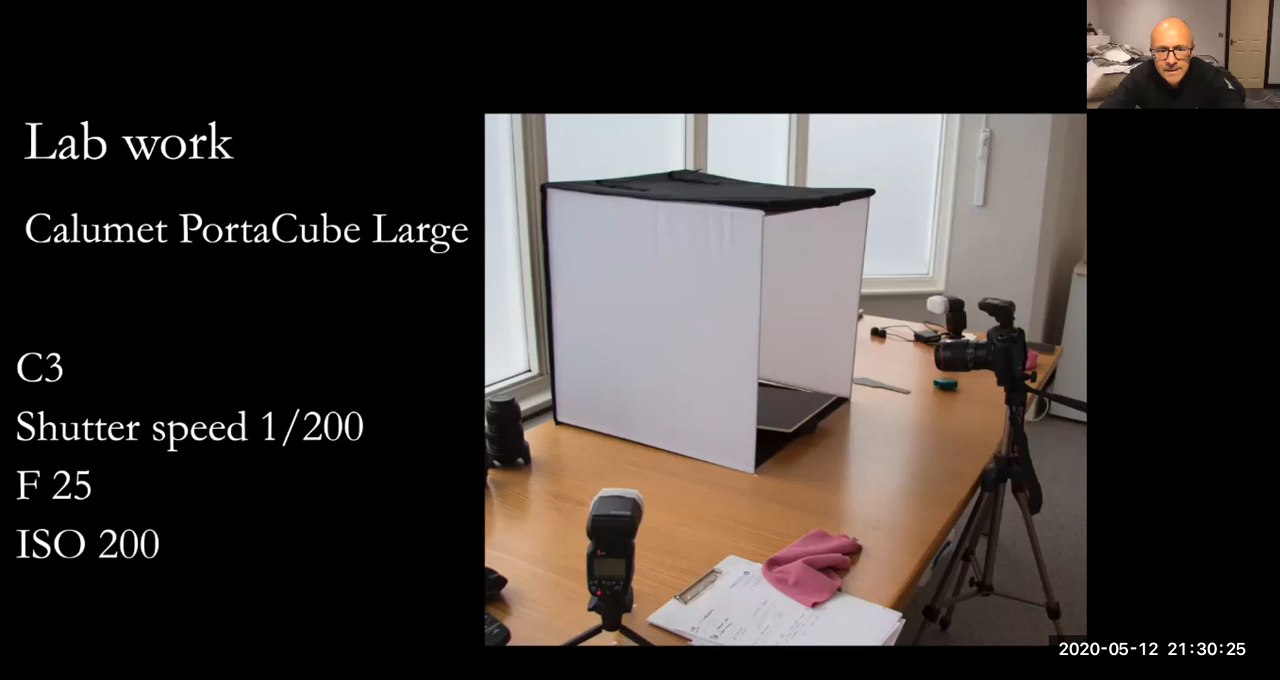 Lab work
Calumet PortaCube Large
C3
Shutter speed 1/200
F 25
ISO 200
2020-05-12 21:30:25